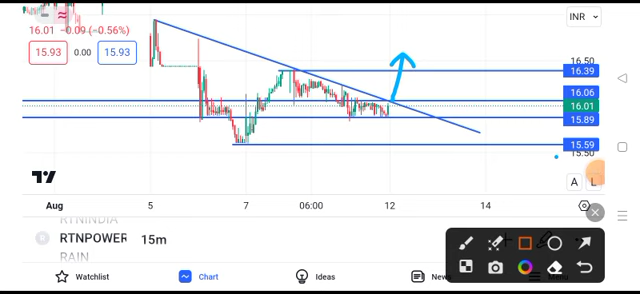 16.01 −0.09 (−0.56%)
INR
15.93 0.00 15.93
16.50
16.39
16.06
16.01
15.89
15.59
15.50
A L
Aug 5 7 06:00 12 14
RTNINDIA
RTNPOWER 15m
RAIN
Watchlist Chart Ideas News Menu